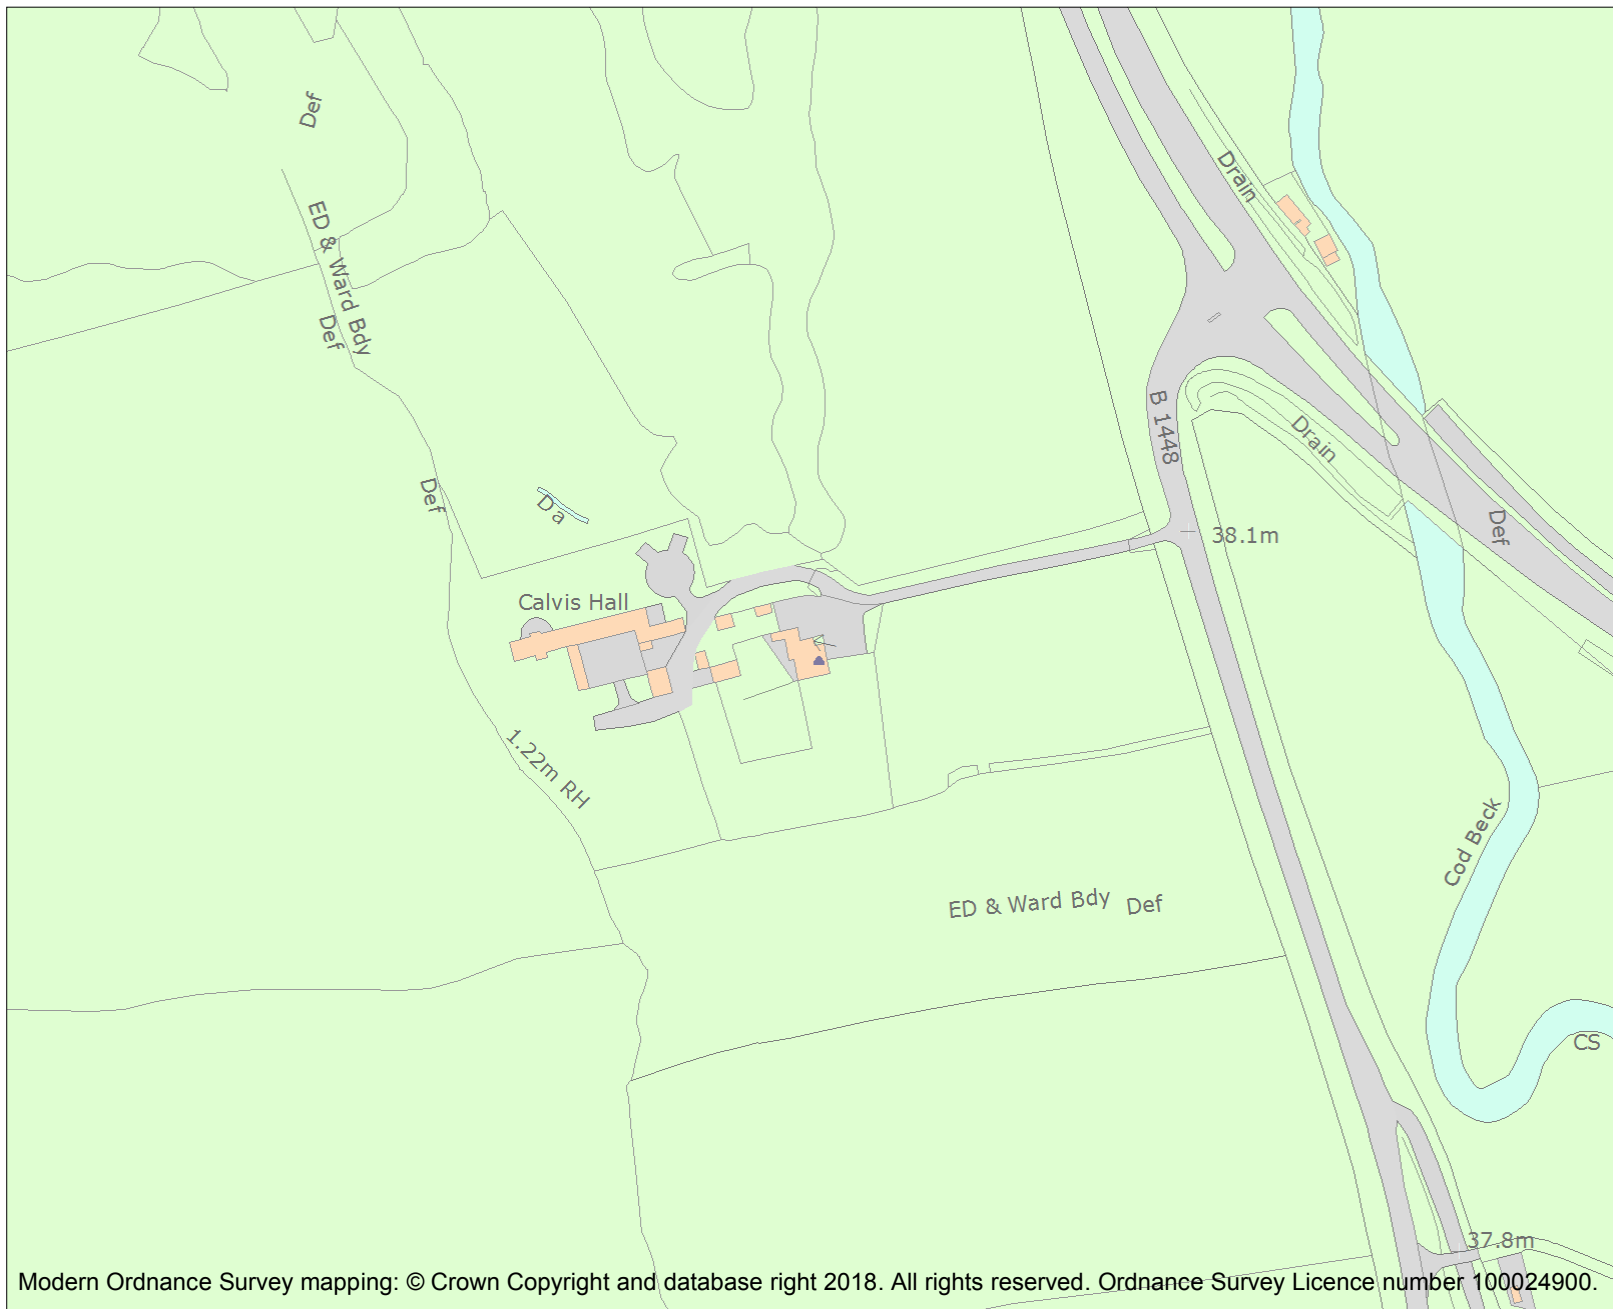 Def
Drain
ED & Ward Bdy
Def
B 1448
Drain
Def
Da
Def
38.1m
Calvis Hall
1.22m RH
Cod Beck
ED & Ward Bdy
Def
CS
37.8m
Modern Ordnance Survey mapping: © Crown Copyright and database right 2018. All rights reserved. Ordnance Survey Licence number 100024900.